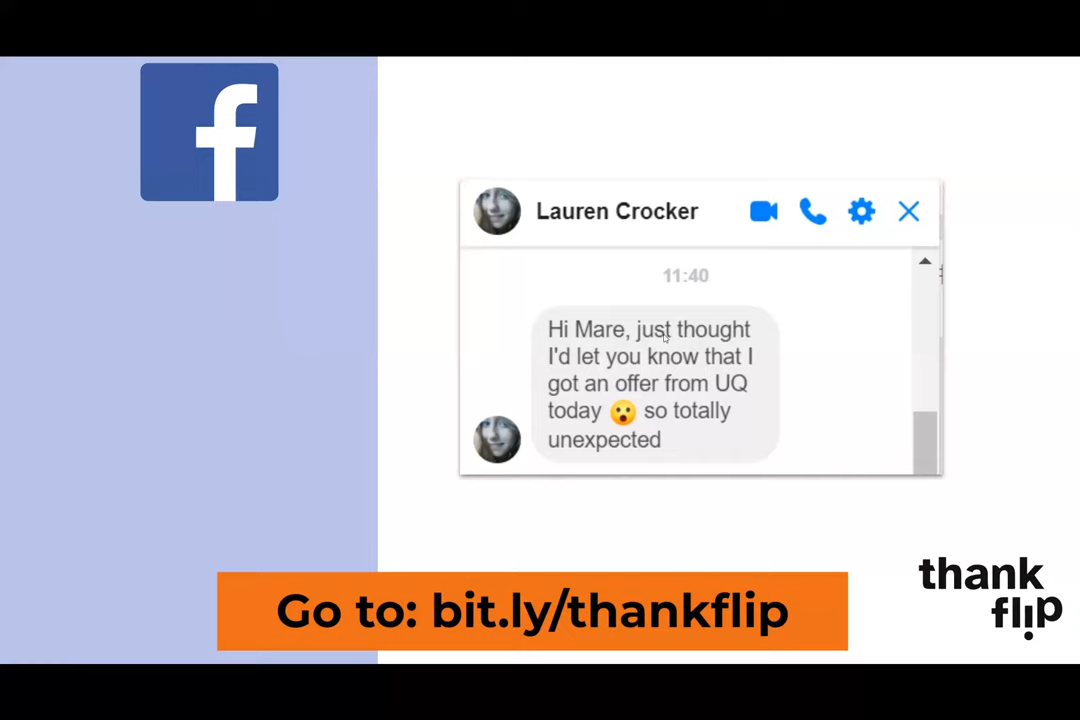 Lauren Crocker
11:40
Hi Mare, just thought
I'd let you know that I
got an offer from UQ
today 😮 so totally
unexpected
Go to: bit.ly/thankflip
thank
flip